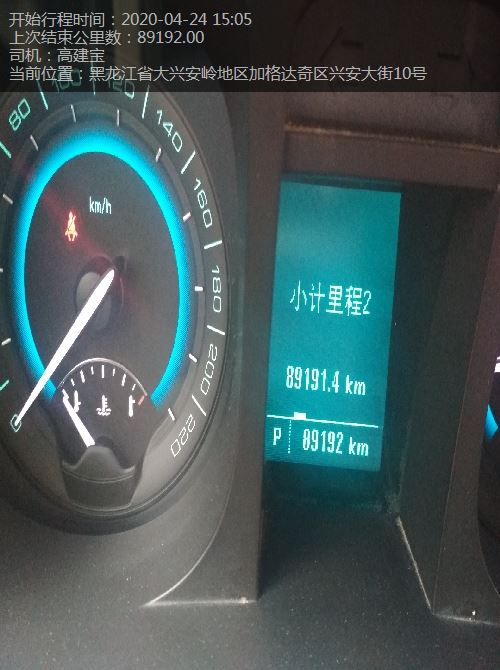 开始行程时间：2020-04-24 15:05
上次结束公里数：89192.00
司机：高建宝
当前位置：黑龙江省大兴安岭地区加格达奇区兴安大街10号
80
100
120
140
160
180
200
220
km/h
0
小计里程2
89191.4 km
P 89192 km